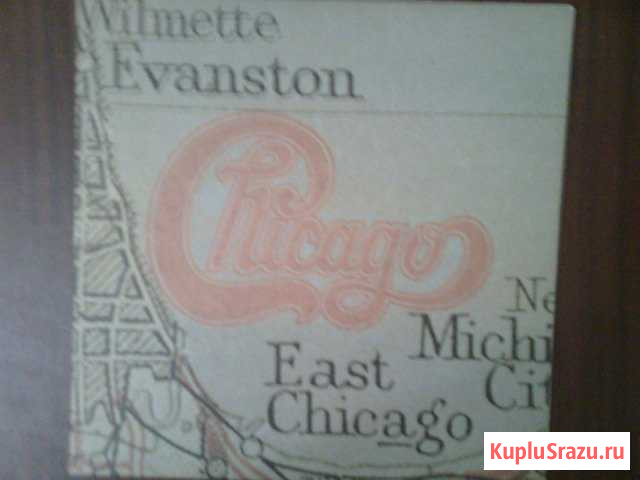 Wilmette
Evanston
Chicago
Ne
Michi
Cit
East
Chicago
KupluSrazu.ru